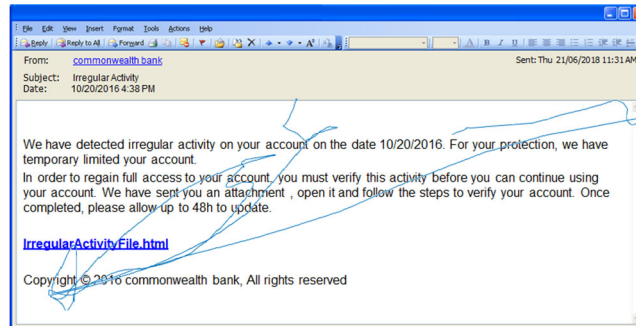 File Edit View Insert Format Tools Actions Help
Reply Reply to All Forward
From: commonwealth bank Sent: Thu 21/06/2018 11:31 AM
Subject: Irregular Activity
Date: 10/20/2016 4:38 PM
We have detected irregular activity on your account on the date 10/20/2016. For your protection, we have
temporary limited your account.
In order to regain full access to your account, you must verify this activity before you can continue using
your account. We have sent you an attachment , open it and follow the steps to verify your account. Once
completed, please allow up to 48h to update.
IrregularActivityFile.html
Copyright © 2016 commonwealth bank, All rights reserved